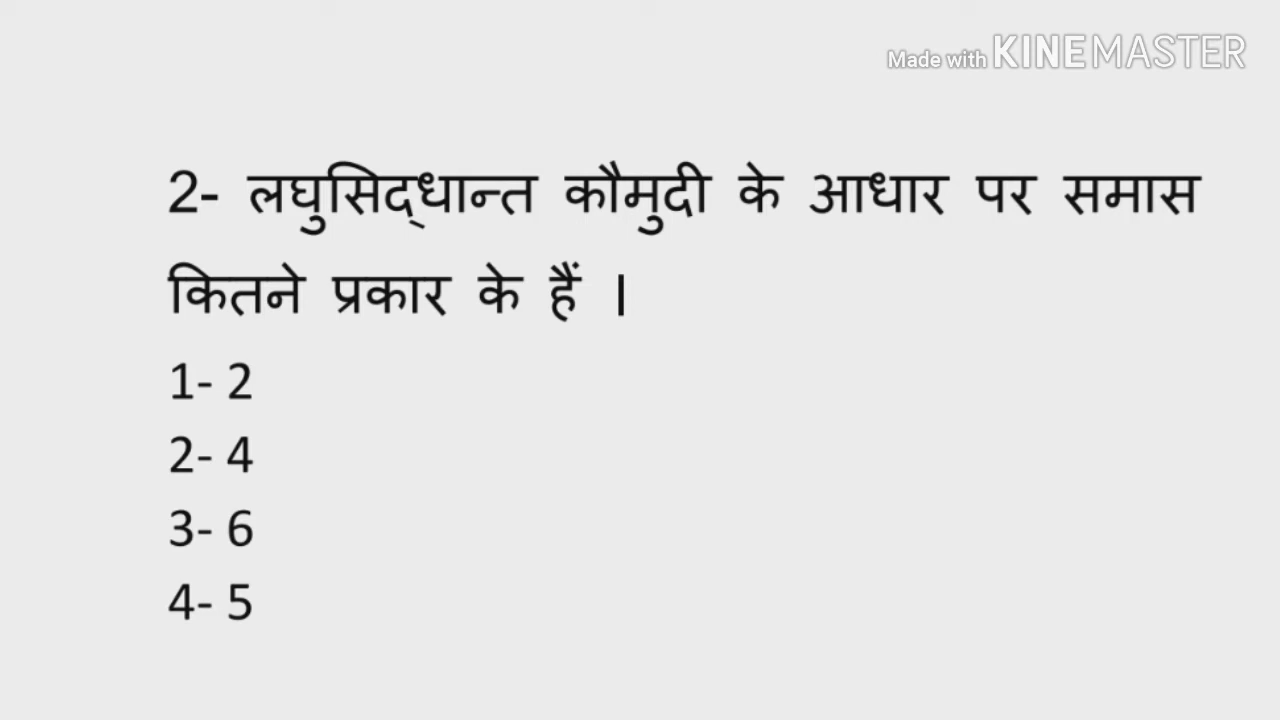 Made with KINEMASTER
2- लघुसिद्धान्त कौमुदी के आधार पर समास
कितने प्रकार के हैं ।
1- 2
2- 4
3- 6
4- 5